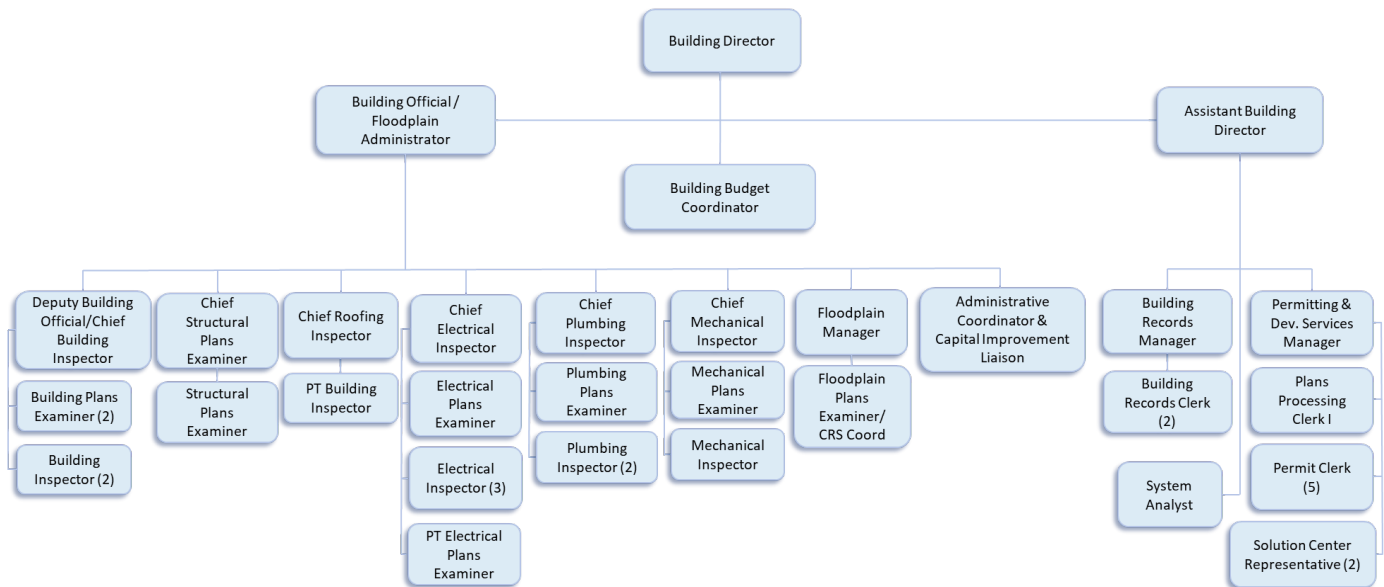 Building Director
Building Official /
Floodplain
Administrator
Assistant Building
Director
Building Budget
Coordinator
Deputy Building
Official/Chief
Building
Inspector
Building Plans
Examiner (2)
Building
Inspector (2)
Chief
Structural
Plans
Examiner
Structural
Plans
Examiner
Chief Roofing
Inspector
PT Building
Inspector
Chief
Electrical
Inspector
Electrical
Plans
Examiner
Electrical
Inspector (3)
PT Electrical
Plans
Examiner
Chief
Plumbing
Inspector
Plumbing
Plans
Examiner
Plumbing
Inspector (2)
Chief
Mechanical
Inspector
Mechanical
Plans
Examiner
Mechanical
Inspector
Floodplain
Manager
Floodplain
Plans
Examiner/
CRS Coord
Administrative
Coordinator &
Capital Improvement
Liaison
Building
Records
Manager
Building
Records Clerk
(2)
System
Analyst
Permitting &
Dev. Services
Manager
Plans
Processing
Clerk I
Permit Clerk
(5)
Solution Center
Representative (2)